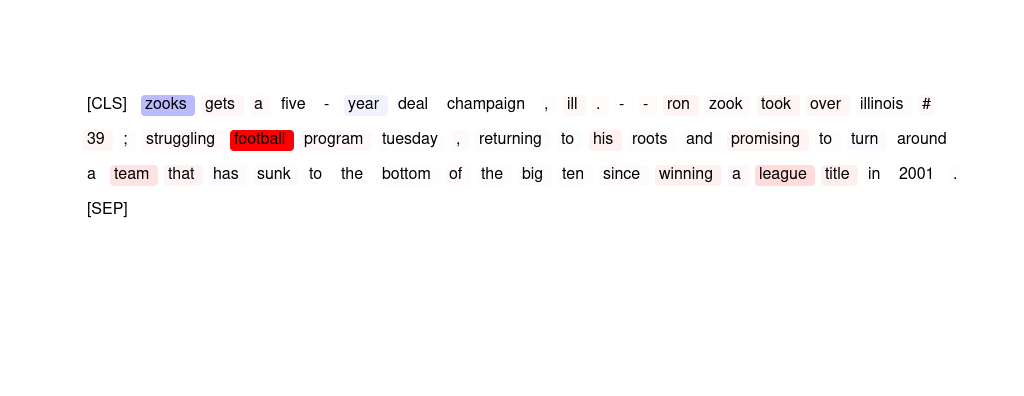 [CLS] zooks gets a five - year deal champaign , ill . - - ron zook took over illinois #
39 ; struggling football program tuesday , returning to his roots and promising to turn around
a team that has sunk to the bottom of the big ten since winning a league title in 2001 .
[SEP]